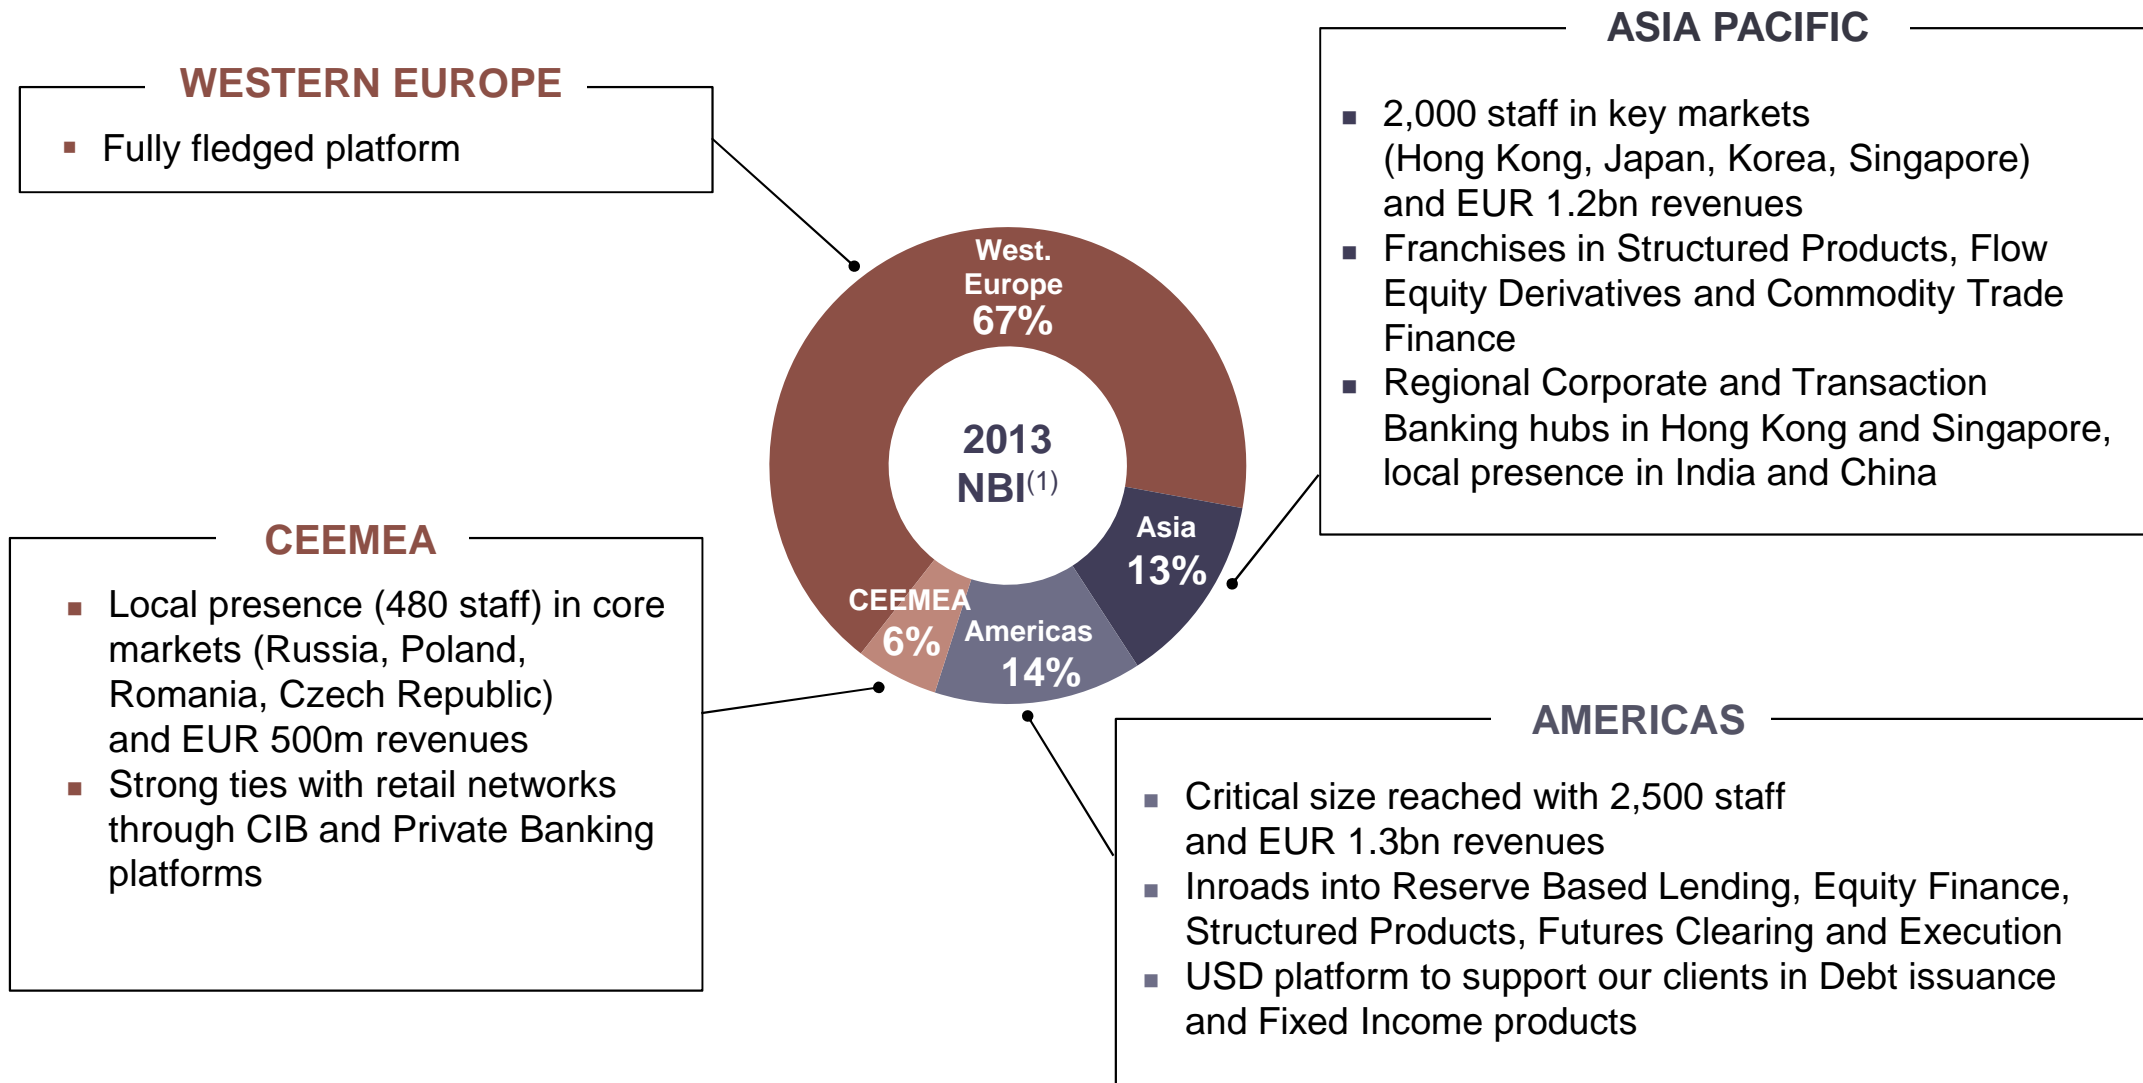 WESTERN EUROPE
▪ Fully fledged platform
ASIA PACIFIC
▪ 2,000 staff in key markets
(Hong Kong, Japan, Korea, Singapore)
and EUR 1.2bn revenues
▪ Franchises in Structured Products, Flow
Equity Derivatives and Commodity Trade
Finance
▪ Regional Corporate and Transaction
Banking hubs in Hong Kong and Singapore,
local presence in India and China
West.
Europe
67%
2013
NBI(1)
Asia
13%
CEEMEA
6%
Americas
14%
CEEMEA
▪ Local presence (480 staff) in core
markets (Russia, Poland,
Romania, Czech Republic)
and EUR 500m revenues
▪ Strong ties with retail networks
through CIB and Private Banking
platforms
AMERICAS
▪ Critical size reached with 2,500 staff
and EUR 1.3bn revenues
▪ Inroads into Reserve Based Lending, Equity Finance,
Structured Products, Futures Clearing and Execution
▪ USD platform to support our clients in Debt issuance
and Fixed Income products